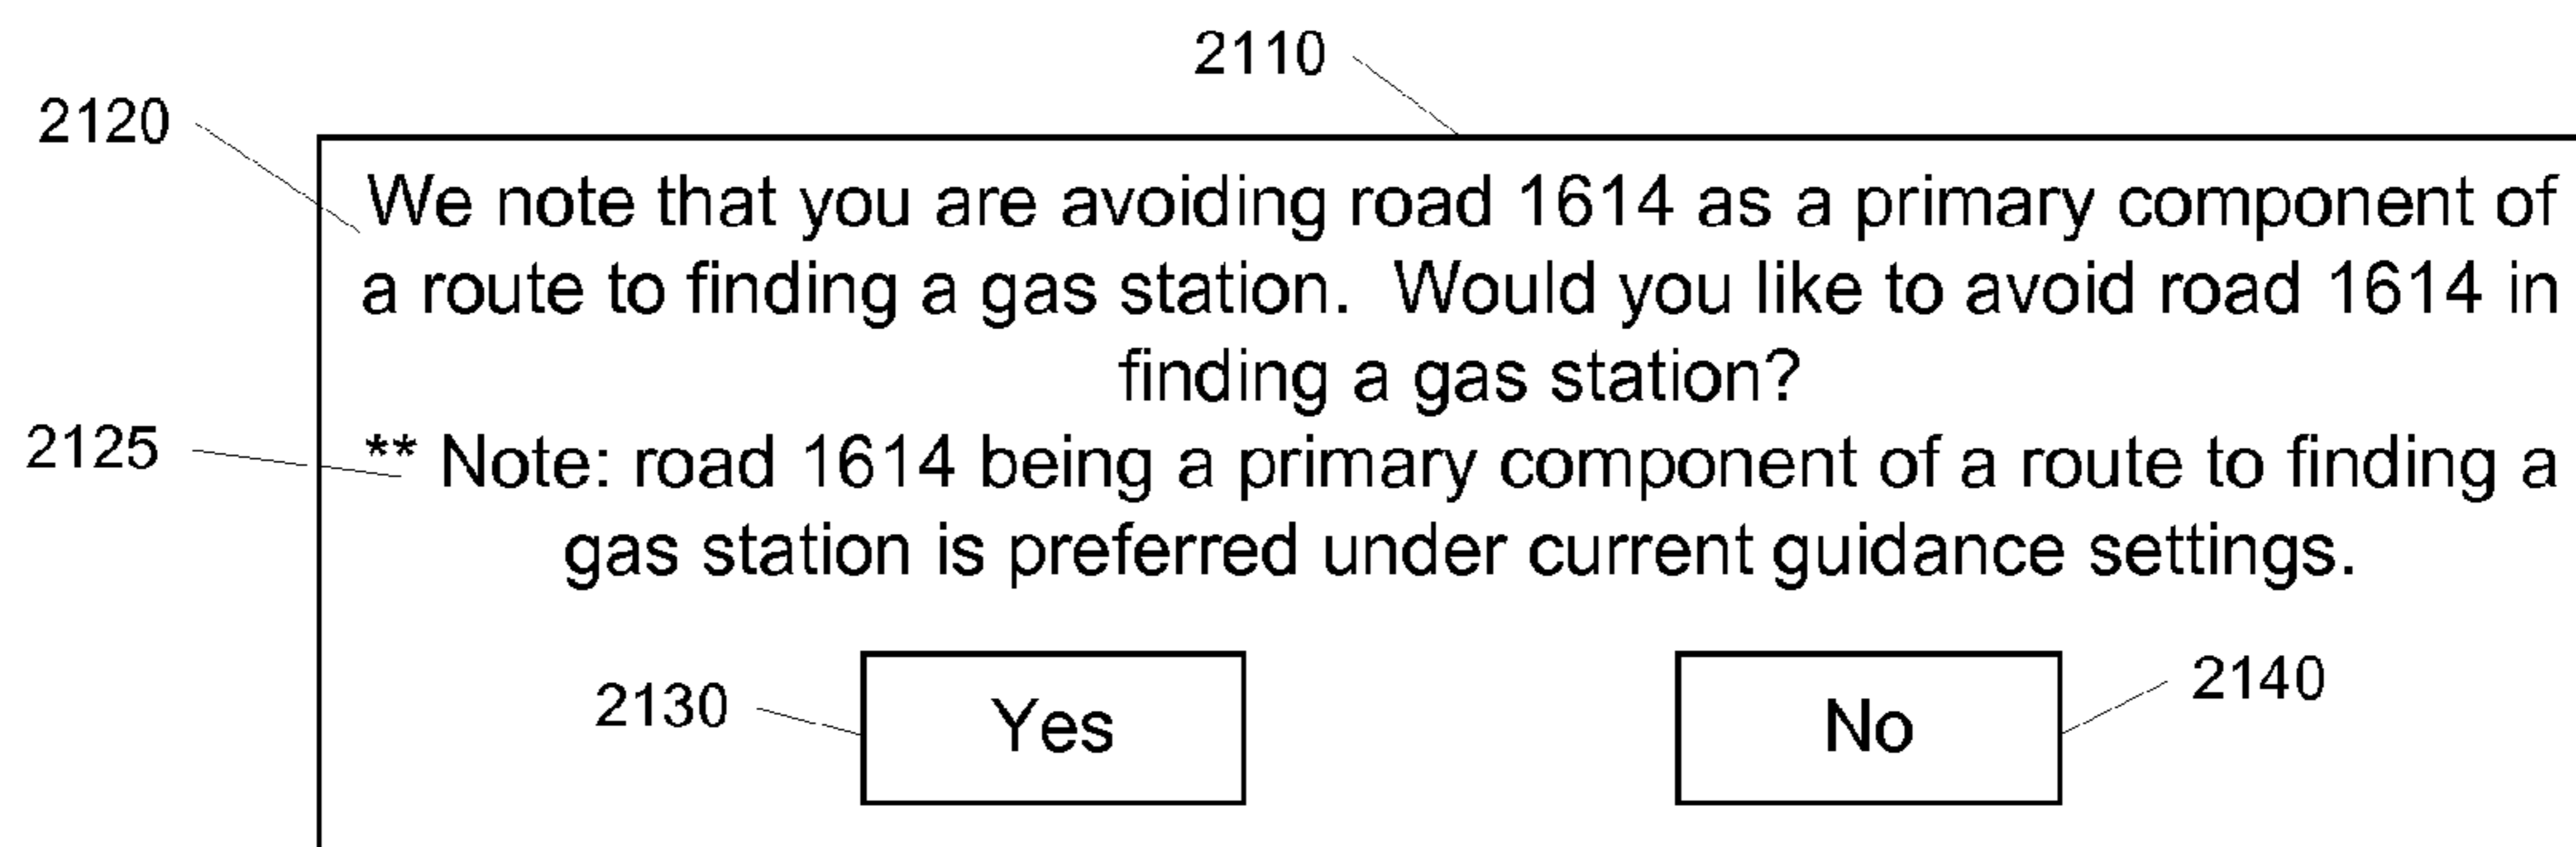 2110
2120
We note that you are avoiding road 1614 as a primary component of
a route to finding a gas station. Would you like to avoid road 1614 in
finding a gas station?
2125
** Note: road 1614 being a primary component of a route to finding a
gas station is preferred under current guidance settings.
2130
Yes
No
2140